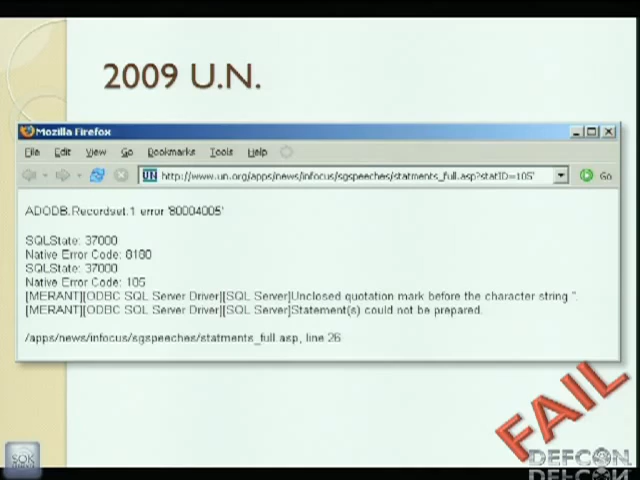 2009 U.N.
Mozilla Firefox
File Edit View Go Bookmarks Tools Help
http://www.un.org/apps/news/infocus/sgspeeches/statments_full.asp?statID=105' Go
ADODB.Recordset.1 error '80004005'
SQLState: 37000
Native Error Code: 8180
SQLState: 37000
Native Error Code: 105
[MERANT][ODBC SQL Server Driver][SQL Server]Unclosed quotation mark before the character string ''.
[MERANT][ODBC SQL Server Driver][SQL Server]Statement(s) could not be prepared.
/apps/news/infocus/sgspeeches/statments_full.asp, line 26
FAIL
DEFCON
SOK